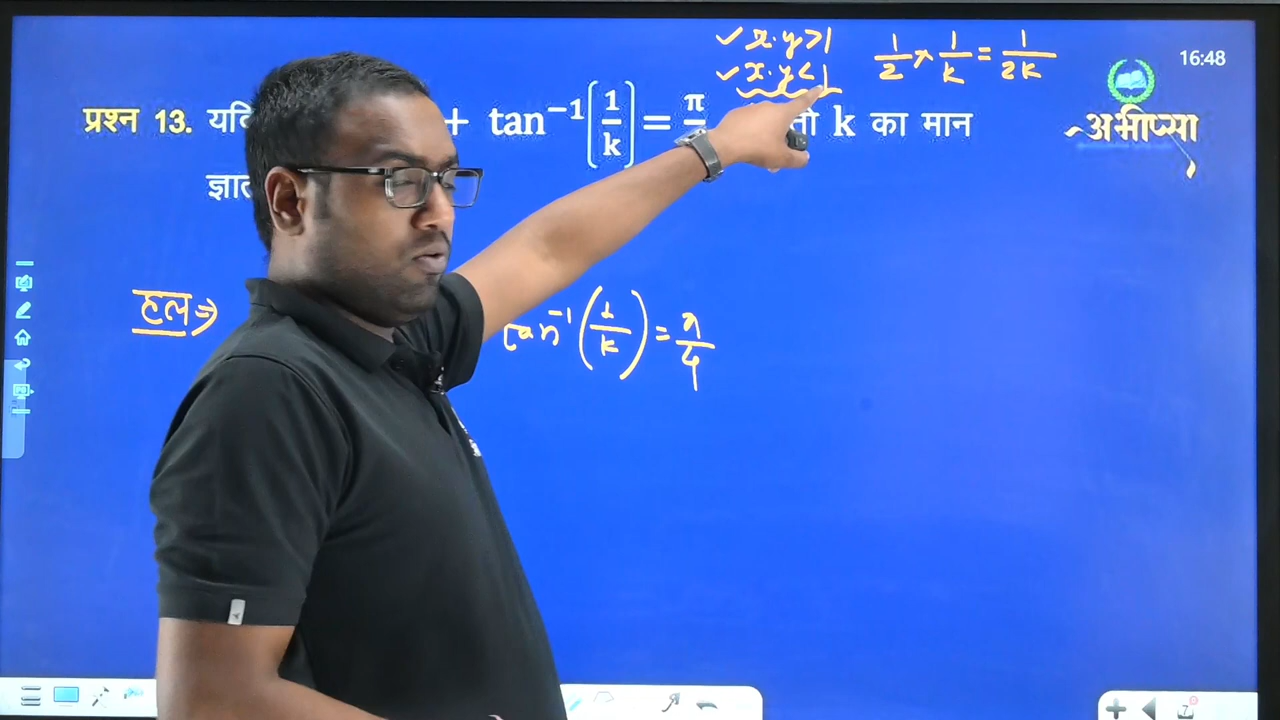 ✓ x·y>1
✓ x·y<1
1/2 × 1/k = 1/2k
16:48
अभीप्सा
प्रश्न 13. + tan⁻¹(1/k) = π k का मान
हल⇒ tan⁻¹(1/k) = π/4